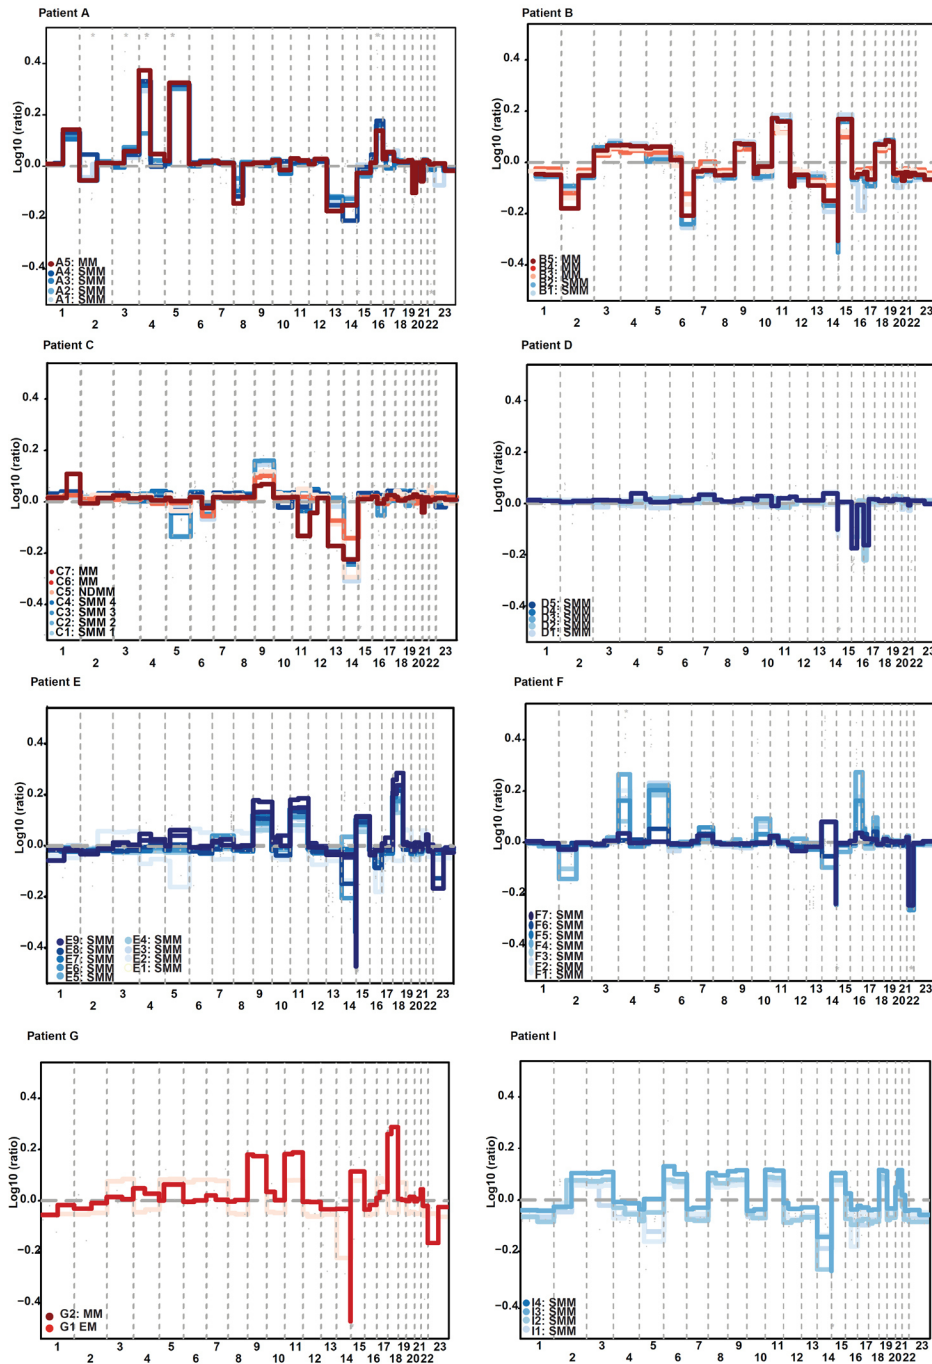 Patient A
Log10 (ratio)
0.4
0.2
0.0
−0.2
−0.4
* * * * *
A5: MM
A4: SMM
A3: SMM
A2: SMM
A1: SMM
1 3 4 5 6 7 9 11 12 13 15 17 19 21 23
2 8 10 14 16 18 20 22
Patient B
Log10 (ratio)
0.4
0.2
0.0
−0.2
−0.4
B5: MM
B4: MM
B3: MM
B2: SMM
B1: SMM
1 3 4 5 7 9 11 12 13 15 17 19 21 23
2 6 8 10 14 16 18 20 22
Patient C
Log10 (ratio)
0.4
0.2
0.0
−0.2
−0.4
C7: MM
C6: MM
C5: NDMM
C4: SMM 4
C3: SMM 3
C2: SMM 2
C1: SMM 1
1 3 5 7 9 11 13 15 17 19 21 23
2 4 6 8 10 12 14 16 18 20 22
Patient D
Log10 (ratio)
0.4
0.2
0.0
−0.2
−0.4
D5: SMM
D4: SMM
D3: SMM
D2: SMM
D1: SMM
1 3 5 7 9 11 13 15 17 19 21 23
2 4 6 8 10 12 14 16 18 20 22
Patient E
Log10 (ratio)
0.4
0.2
0.0
−0.2
−0.4
E9: SMM E4: SMM
E8: SMM E3: SMM
E7: SMM E2: SMM
E6: SMM E1: SMM
E5: SMM
1 3 5 7 9 11 13 15 17 19 21 23
2 4 6 8 10 12 14 16 18 20 22
Patient F
Log10 (ratio)
0.4
0.2
0.0
−0.2
−0.4
F7: SMM
F6: SMM
F5: SMM
F4: SMM
F3: SMM
F2: SMM
F1: SMM
1 3 5 7 9 11 13 15 17 19 21 23
2 4 6 8 10 12 14 16 18 20 22
Patient G
Log10 (ratio)
0.4
0.2
0.0
−0.2
−0.4
G2: MM
G1 EM
1 3 5 7 9 11 13 15 17 19 21 23
2 4 6 8 10 12 14 16 18 20 22
Patient I
Log10 (ratio)
0.4
0.2
0.0
−0.2
−0.4
I4: SMM
I3: SMM
I2: SMM
I1: SMM
1 3 5 7 9 11 13 15 17 19 21 23
2 4 6 8 10 12 14 16 18 20 22